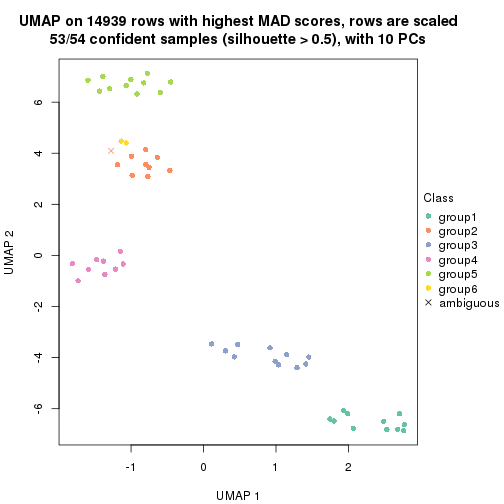 UMAP on 14939 rows with highest MAD scores, rows are scaled
53/54 confident samples (silhouette > 0.5), with 10 PCs
6
4
2
0
-2
-4
-6
UMAP 2
-1
0
1
2
UMAP 1
Class
group1
group2
group3
group4
group5
group6
ambiguous